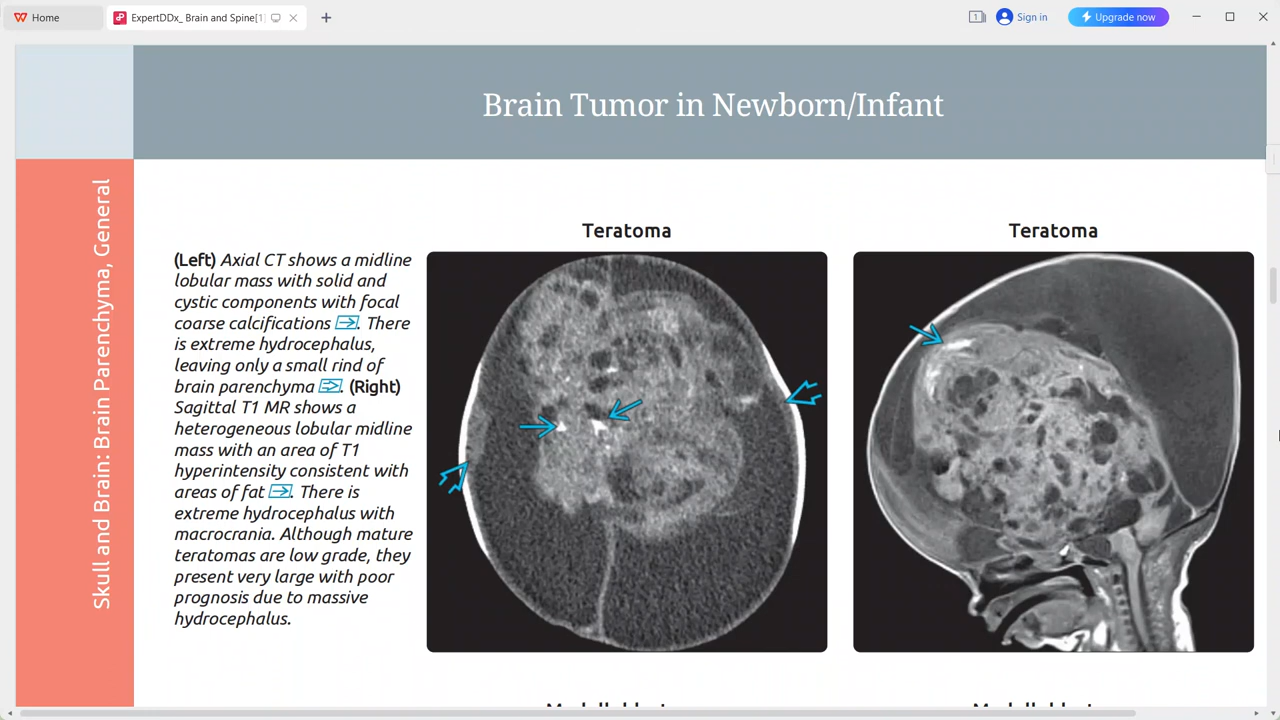 Home
ExpertDDx_ Brain and Spine[1]
1
Sign in
Upgrade now
Brain Tumor in Newborn/Infant
Skull and Brain: Brain Parenchyma, General
Teratoma
Teratoma
(Left) Axial CT shows a midline
lobular mass with solid and
cystic components with focal
coarse calcifications. There
is extreme hydrocephalus,
leaving only a small rind of
brain parenchyma. (Right)
Sagittal T1 MR shows a
heterogeneous lobular midline
mass with an area of T1
hyperintensity consistent with
areas of fat. There is
extreme hydrocephalus with
macrocrania. Although mature
teratomas are low grade, they
present very large with poor
prognosis due to massive
hydrocephalus.